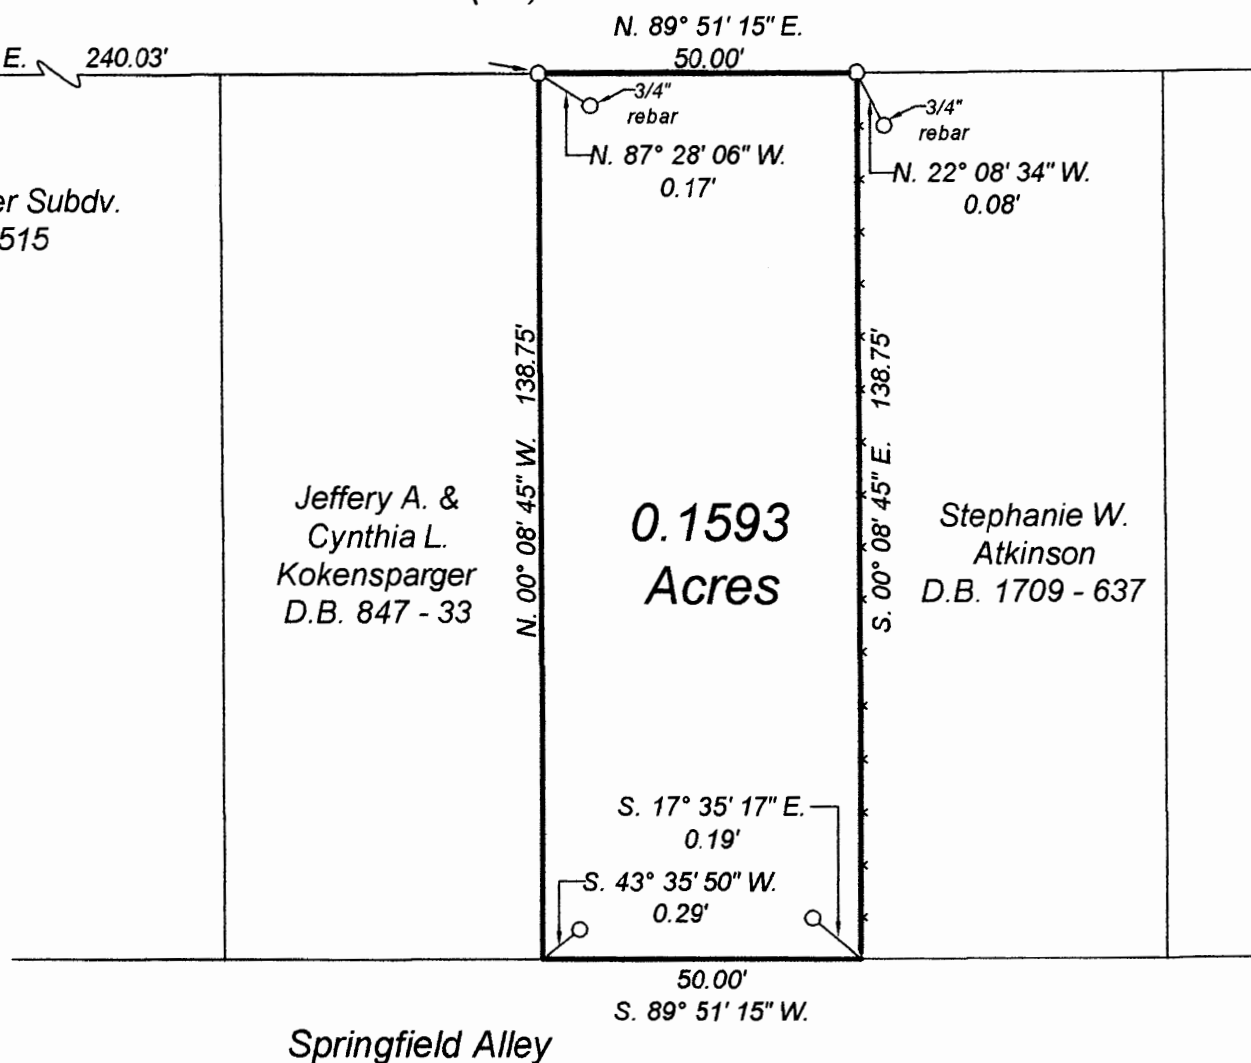 N. 89° 51' 15" E.
50.00'
E. 240.03'
3/4"
rebar
N. 87° 28' 06" W.
0.17'
3/4"
rebar
N. 22° 08' 34" W.
0.08'
er Subdv.
515
N. 00° 08' 45" W. 138.75'
S. 00° 08' 45" E. 138.75'
Jeffery A. &
Cynthia L.
Kokensparger
D.B. 847 - 33
0.1593
Acres
Stephanie W.
Atkinson
D.B. 1709 - 637
S. 17° 35' 17" E.
0.19'
S. 43° 35' 50" W.
0.29'
50.00'
S. 89° 51' 15" W.
Springfield Alley